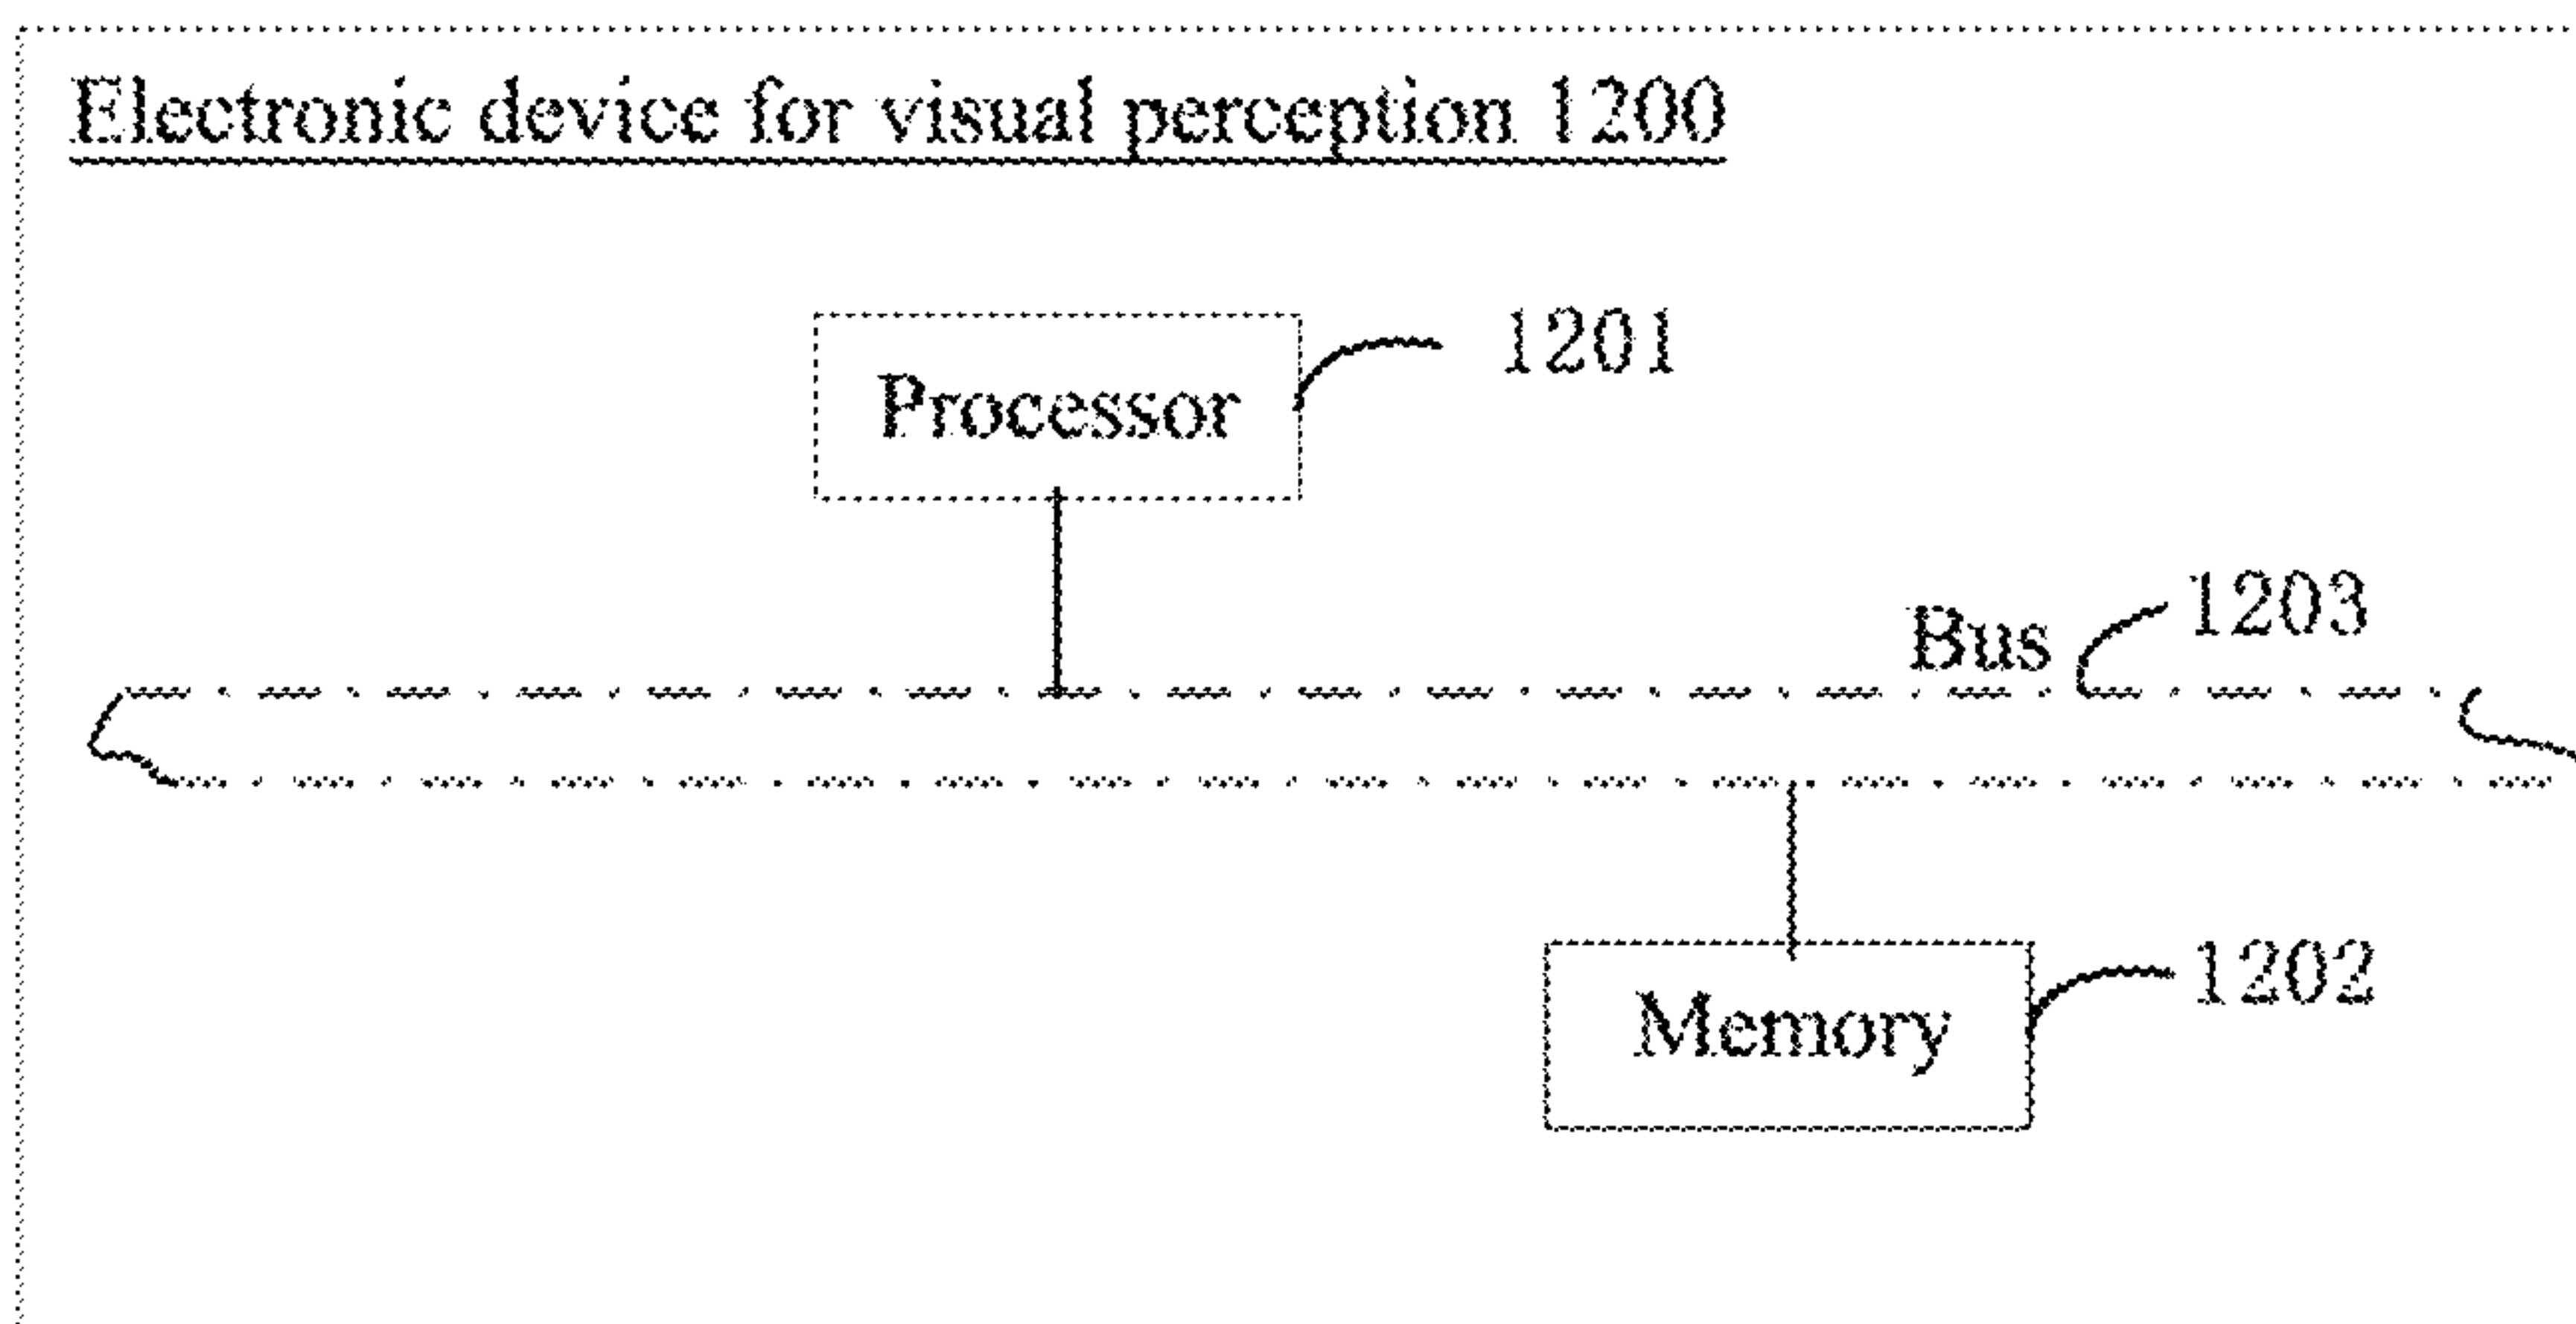 Electronic device for visual perception 1200
1201
Processor
Bus 1203
1202
Memory